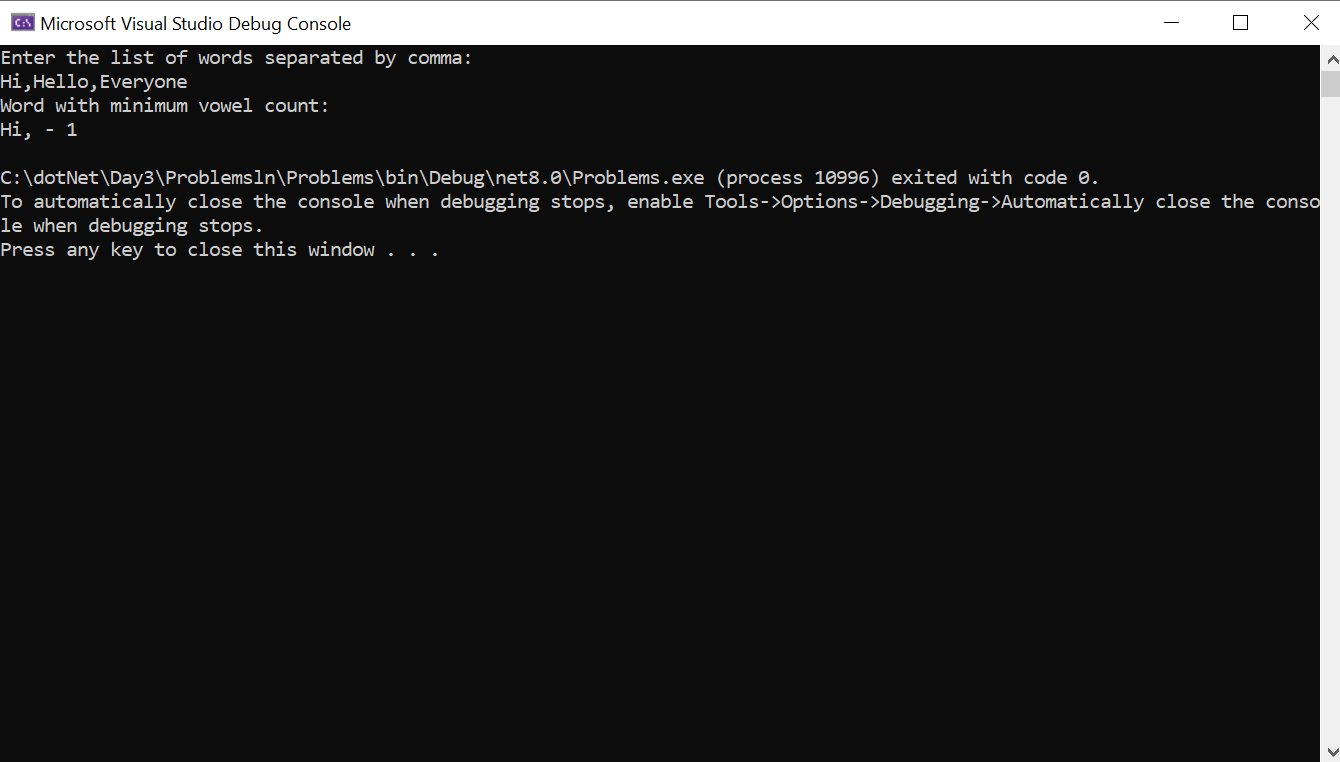 Microsoft Visual Studio Debug Console
Enter the list of words separated by comma:
Hi,Hello,Everyone
Word with minimum vowel count:
Hi, - 1
C:\dotNet\Day3\Problemsln\Problems\bin\Debug\net8.0\Problems.exe (process 10996) exited with code 0.
To automatically close the console when debugging stops, enable Tools->Options->Debugging->Automatically close the conso
le when debugging stops.
Press any key to close this window . . .